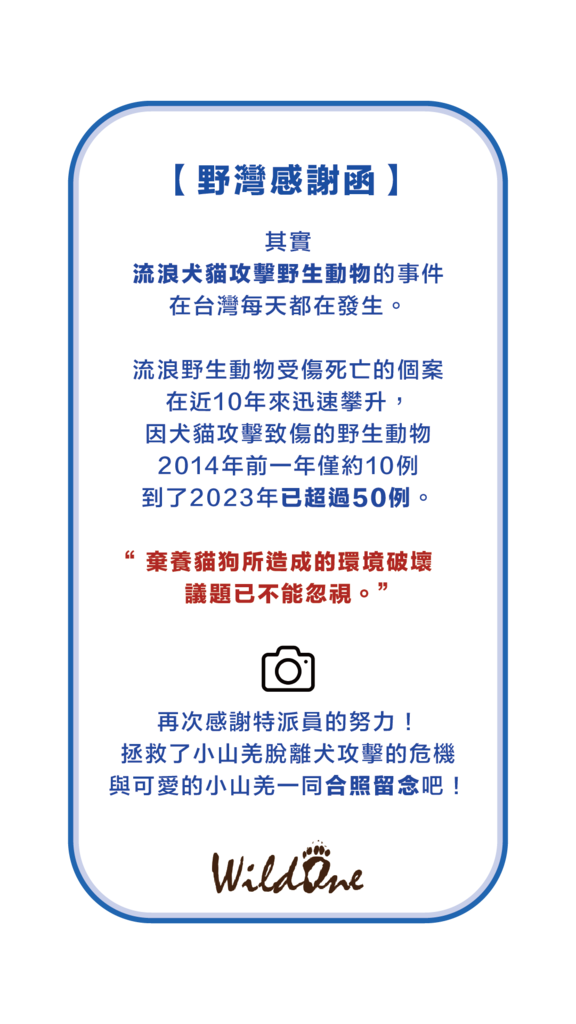 【野灣感謝函】
其實
流浪犬貓攻擊野生動物的事件
在台灣每天都在發生。
流浪野生動物受傷死亡的個案
在近10年來迅速攀升，
因犬貓攻擊致傷的野生動物
2014年前一年僅約10例
到了2023年已超過50例。
“棄養貓狗所造成的環境破壞
議題已不能忽視。”
再次感謝特派員的努力！
拯救了小山羌脫離犬攻擊的危機
與可愛的小山羌一同合照留念吧！
WildOne